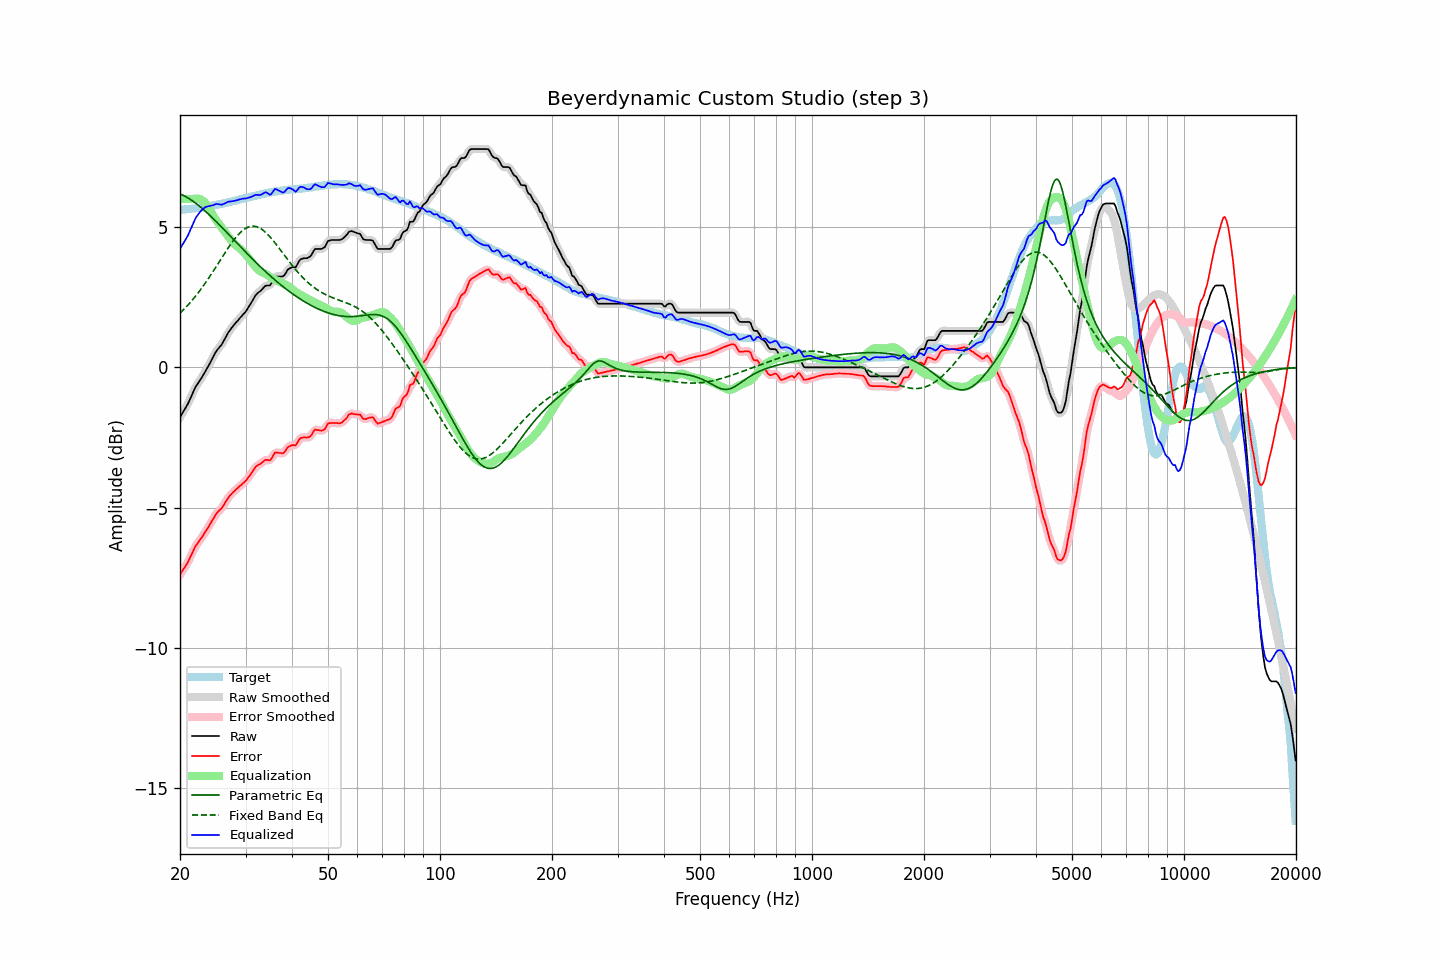 Beyerdynamic Custom Studio (step 3)
Amplitude (dBr)
5
0
−5
−10
−15
Target
Raw Smoothed
Error Smoothed
Raw
Error
Equalization
Parametric Eq
Fixed Band Eq
Equalized
20
50
100
200
500
1000
2000
5000
10000
20000
Frequency (Hz)